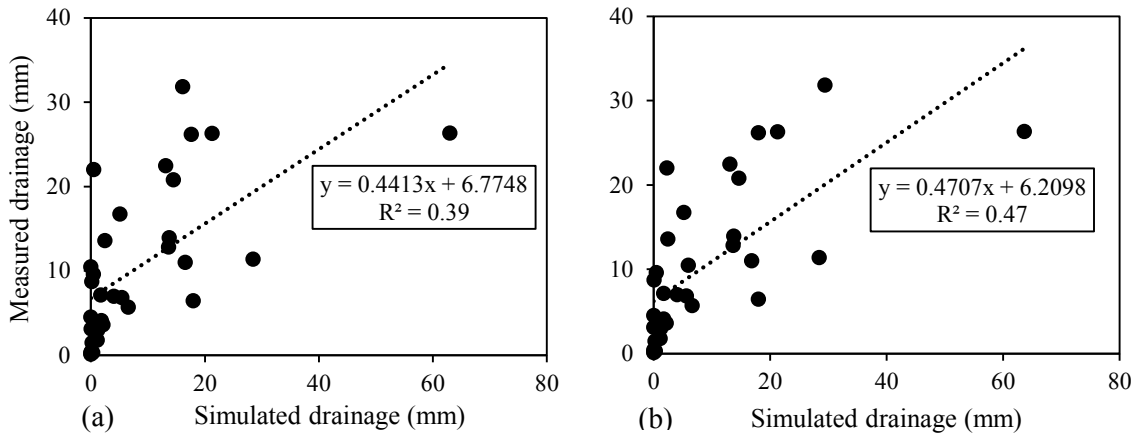 Measured drainage (mm)
40
30
20
10
0
y = 0.4413x + 6.7748
R² = 0.39
0 20 40 60 80
(a) Simulated drainage (mm)
40
30
20
10
0
y = 0.4707x + 6.2098
R² = 0.47
0 20 40 60 80
(b) Simulated drainage (mm)